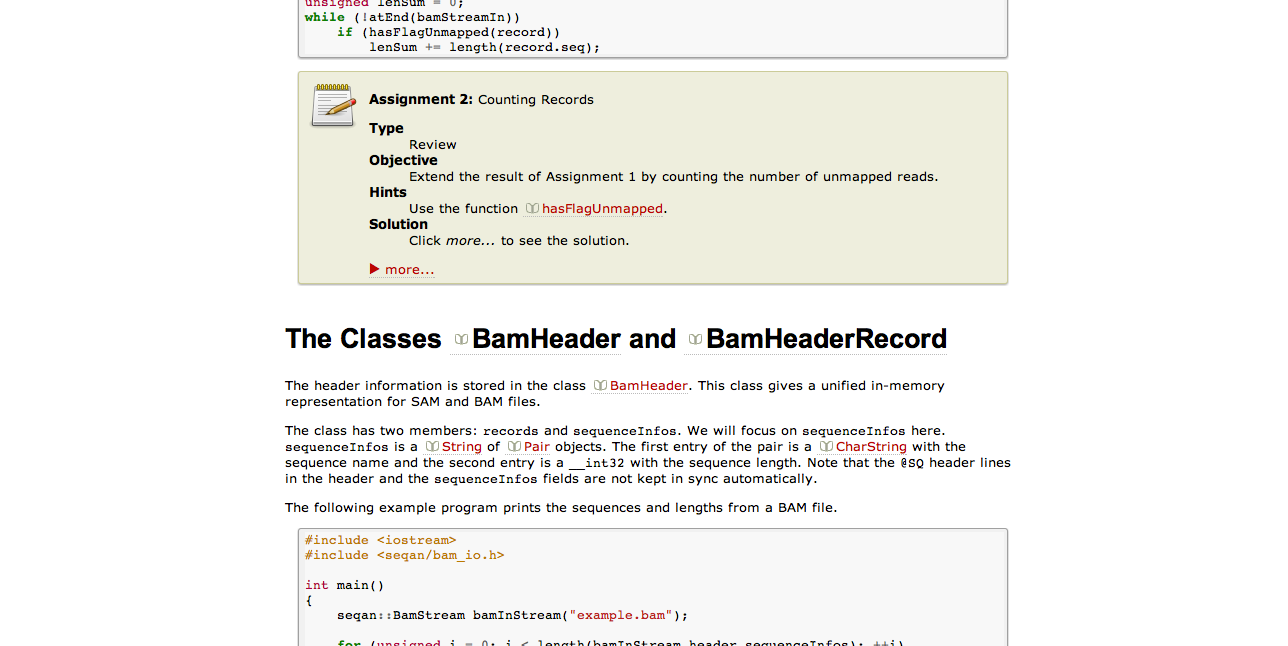 unsigned lenSum = 0;
while (!atEnd(bamStreamIn))
    if (hasFlagUnmapped(record))
        lenSum += length(record.seq);
Assignment 2: Counting Records
Type
Review
Objective
Extend the result of Assignment 1 by counting the number of unmapped reads.
Hints
Use the function hasFlagUnmapped.
Solution
Click more... to see the solution.
more...
The Classes BamHeader and BamHeaderRecord
The header information is stored in the class BamHeader. This class gives a unified in-memory
representation for SAM and BAM files.
The class has two members: records and sequenceInfos. We will focus on sequenceInfos here.
sequenceInfos is a String of Pair objects. The first entry of the pair is a CharString with the
sequence name and the second entry is a __int32 with the sequence length. Note that the @SQ header lines
in the header and the sequenceInfos fields are not kept in sync automatically.
The following example program prints the sequences and lengths from a BAM file.
#include <iostream>
#include <seqan/bam_io.h>
int main()
{
    seqan::BamStream bamInStream("example.bam");
    for (unsigned i = 0; i < length(bamInStream.header.sequenceInfos); ++i)